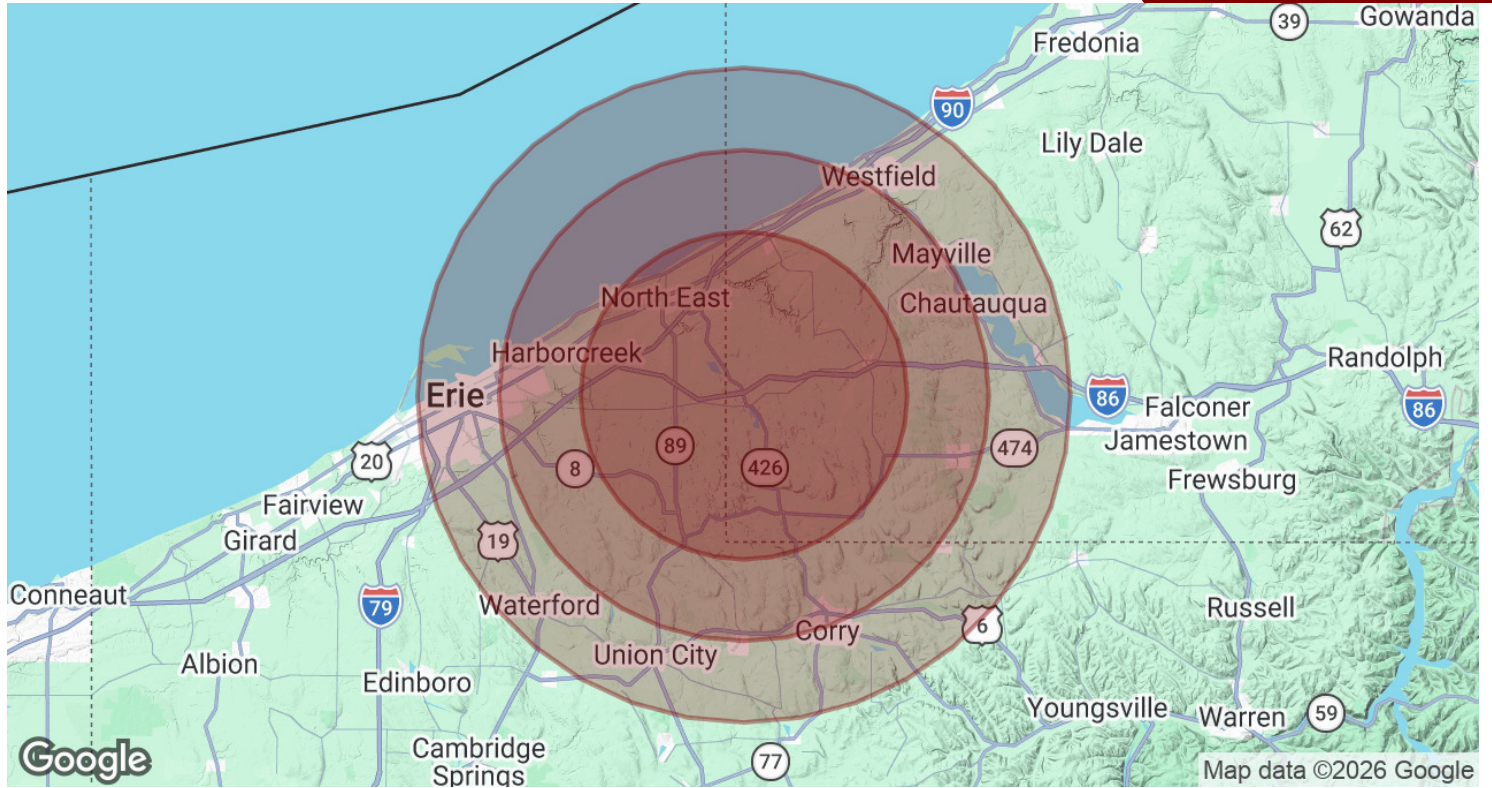 39
Gowanda
Fredonia
90
Lily Dale
Westfield
62
Mayville
North East
Chautauqua
Harborcreek
Randolph
Erie
86
86
Falconer
Jamestown
89
474
20
8
426
Frewsburg
Fairview
Girard
19
Conneaut
79
Waterford
Russell
6
Corry
Union City
Albion
Edinboro
Youngsville
Warren
59
Cambridge
Springs
77
Google
Map data ©2026 Google